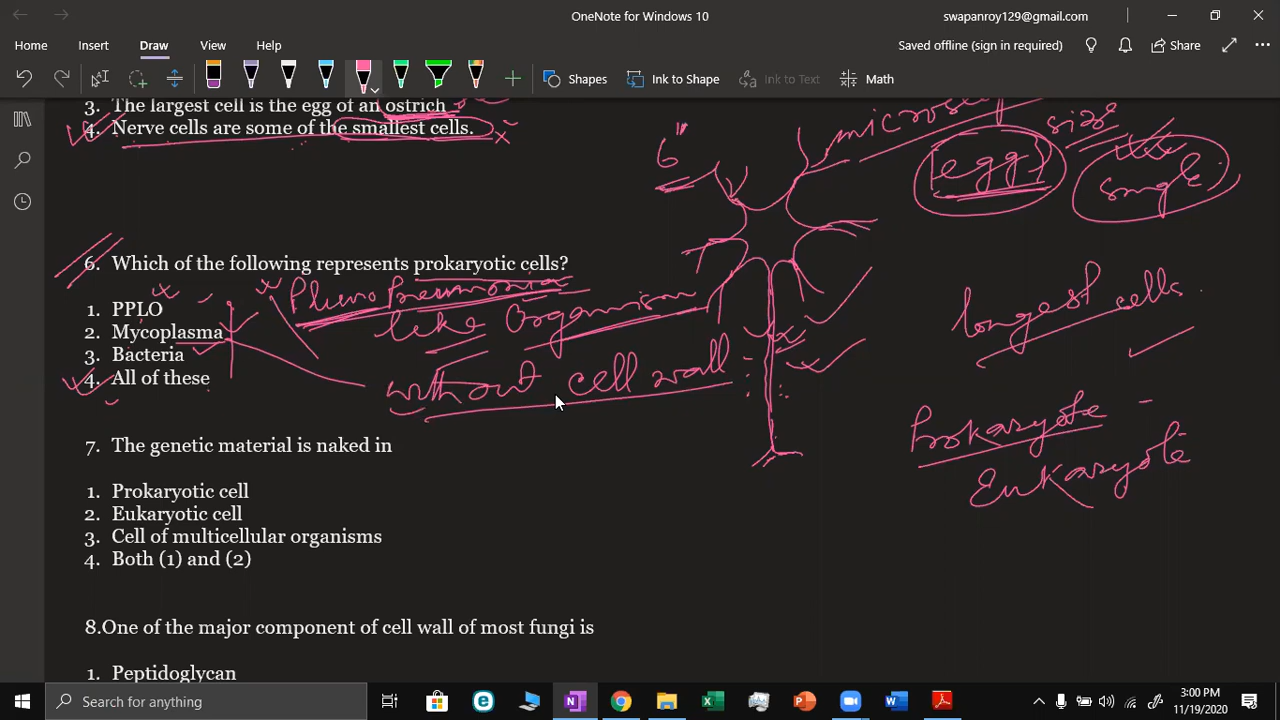 OneNote for Windows 10
swapanroy129@gmail.com
Home Insert Draw View Help
Saved offline (sign in required)
Share
Shapes
Ink to Shape
Ink to Text
Math
3. The largest cell is the egg of an ostrich
4. Nerve cells are some of the smallest cells.
6"
size
egg
single
6. Which of the following represents prokaryotic cells?
Pleuro Pneumonia
like Organism
1. PPLO
2. Mycoplasma
3. Bacteria
4. All of these
without cell wall
longest cells.
Prokaryote -
Eukaryote
7. The genetic material is naked in
1. Prokaryotic cell
2. Eukaryotic cell
3. Cell of multicellular organisms
4. Both (1) and (2)
8.One of the major component of cell wall of most fungi is
1. Peptidoglycan
Search for anything
3:00 PM
11/19/2020